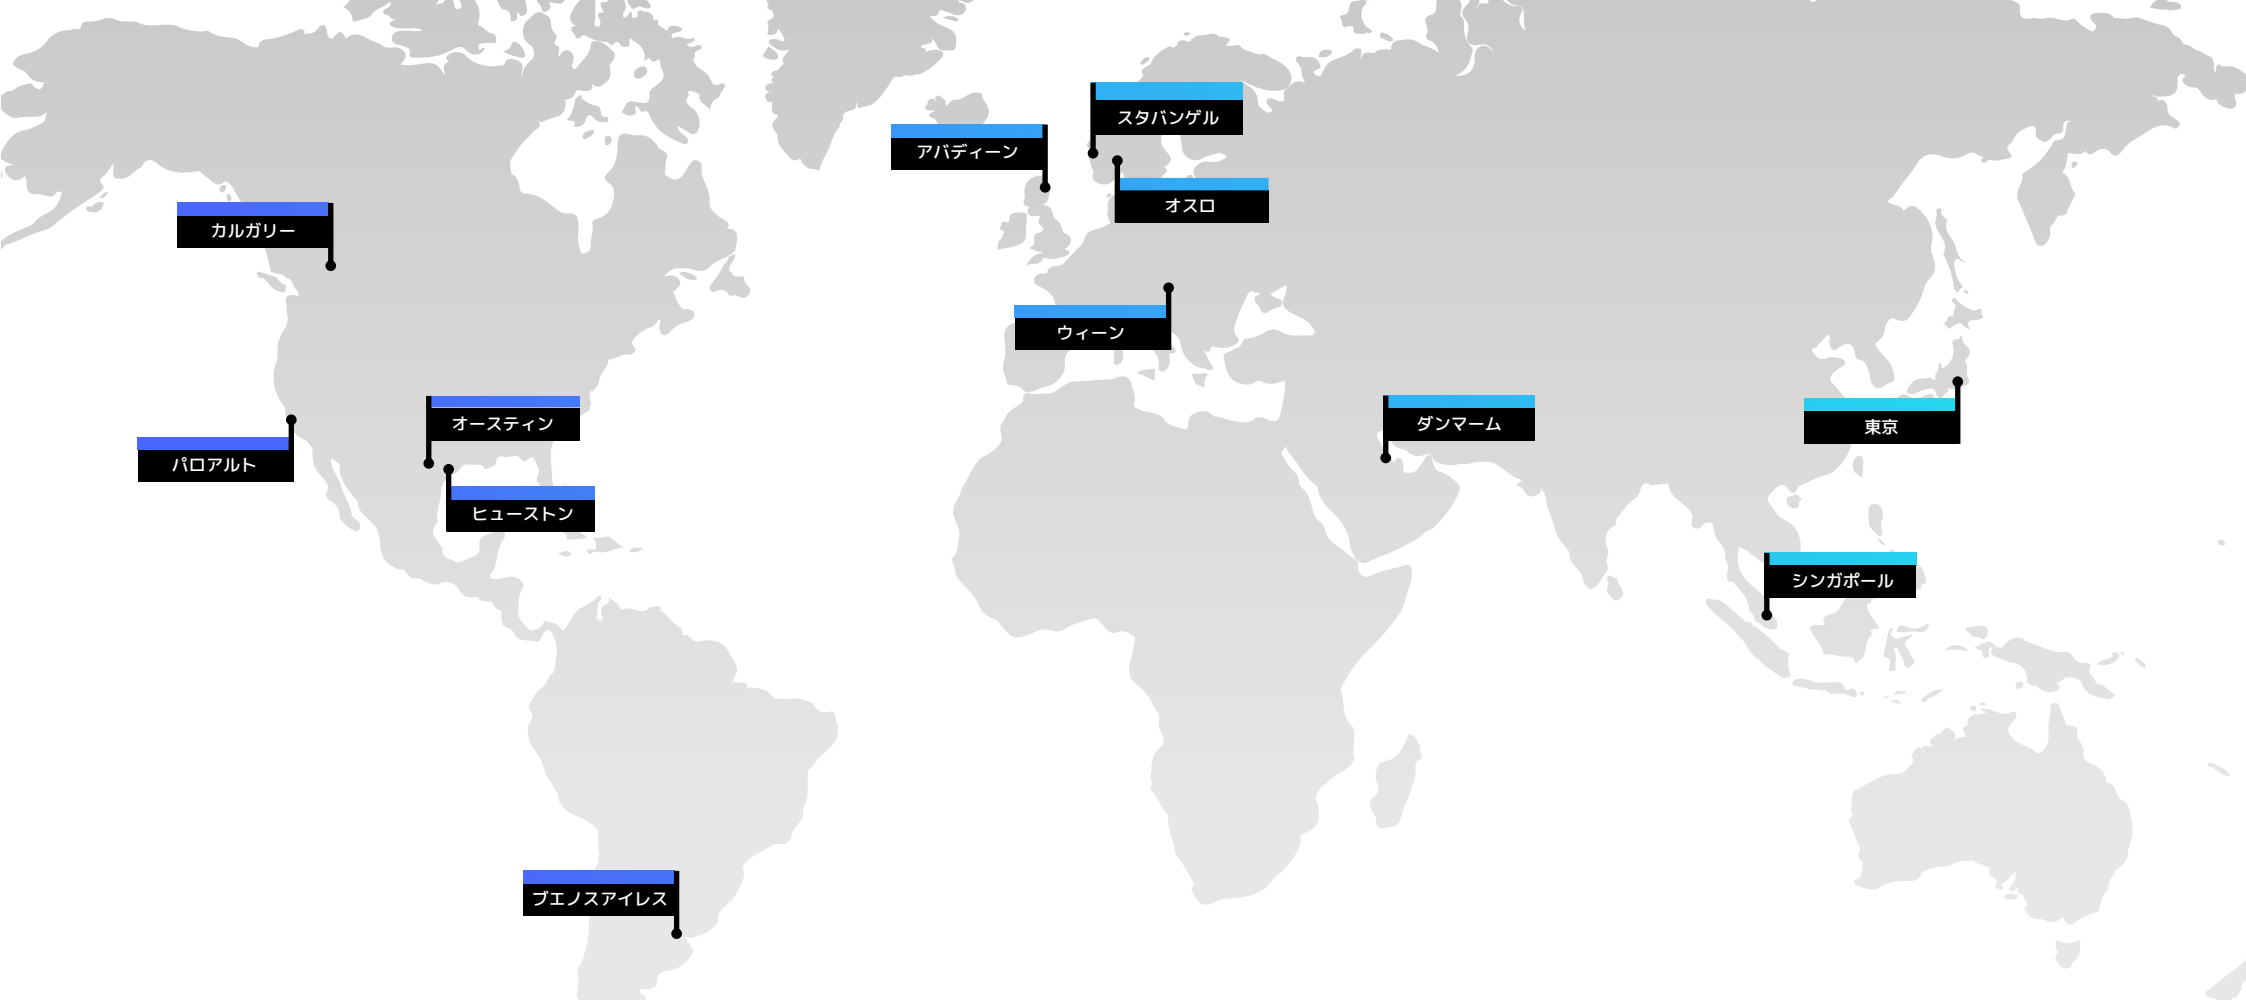 スタバンゲル
アバディーン
オスロ
カルガリー
ウィーン
オースティン
ダンマーム
東京
パロアルト
ヒューストン
シンガポール
ブエノスアイレス